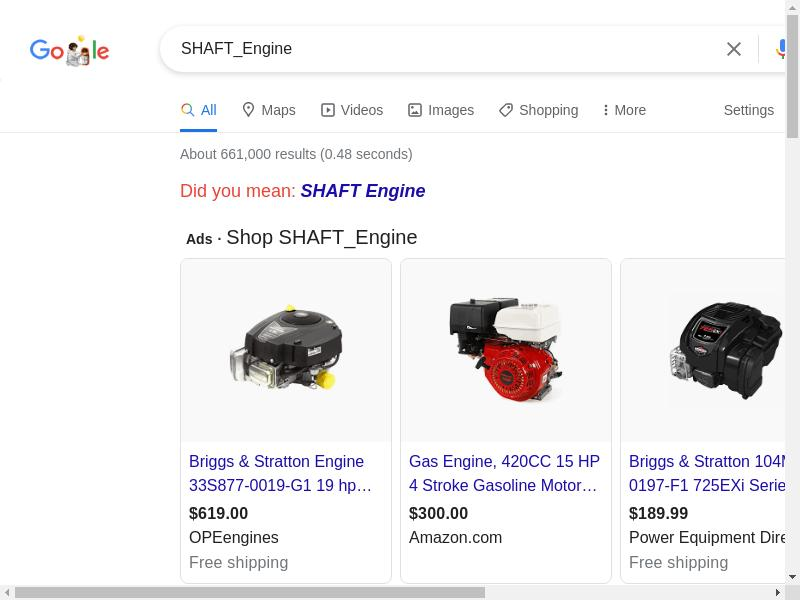 Google
SHAFT_Engine
All Maps Videos Images Shopping More Settings
About 661,000 results (0.48 seconds)
Did you mean: SHAFT Engine
Ads · Shop SHAFT_Engine
Briggs & Stratton Engine
33S877-0019-G1 19 hp…
$619.00
OPEengines
Free shipping
Gas Engine, 420CC 15 HP
4 Stroke Gasoline Motor…
$300.00
Amazon.com
Briggs & Stratton 104M
0197-F1 725EXi Serie
$189.99
Power Equipment Dire
Free shipping